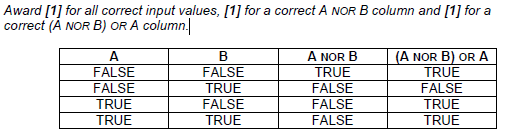 Award [1] for all correct input values, [1] for a correct A NOR B column and [1] for a
correct (A NOR B) OR A column.
A B A NOR B (A NOR B) OR A
FALSE FALSE TRUE TRUE
FALSE TRUE FALSE FALSE
TRUE FALSE FALSE TRUE
TRUE TRUE FALSE TRUE